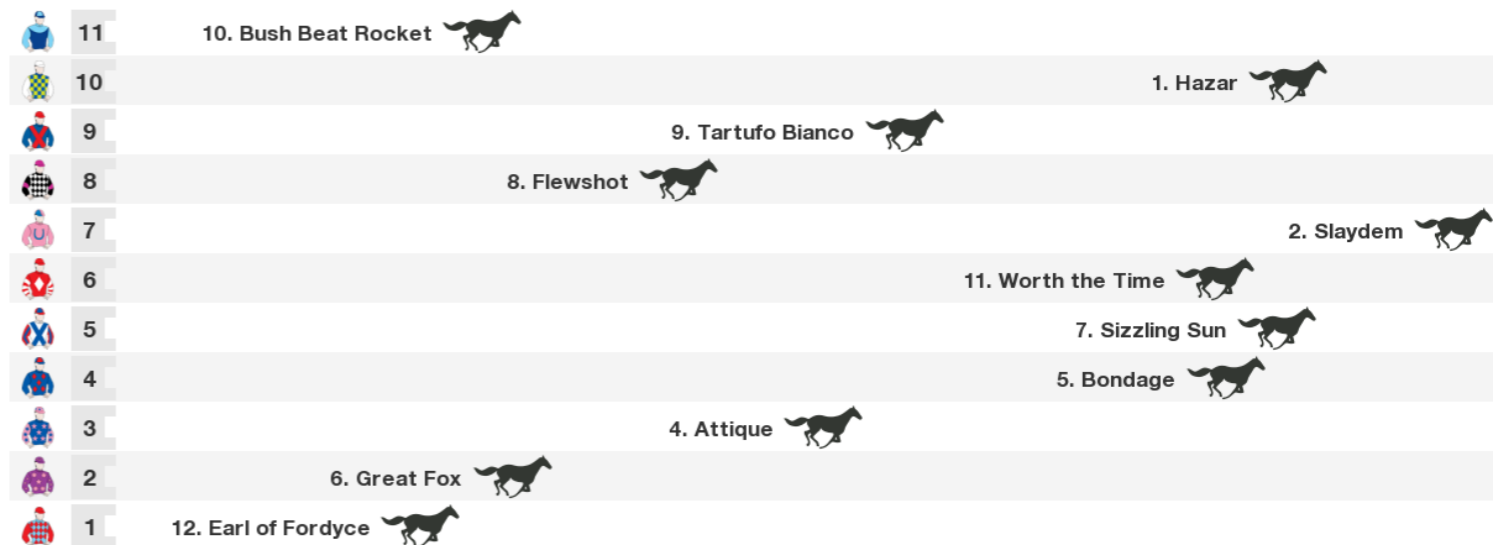 11 10. Bush Beat Rocket
10 1. Hazar
9 9. Tartufo Bianco
8 8. Flewshot
7 2. Slaydem
6 11. Worth the Time
5 7. Sizzling Sun
4 5. Bondage
3 4. Attique
2 6. Great Fox
1 12. Earl of Fordyce